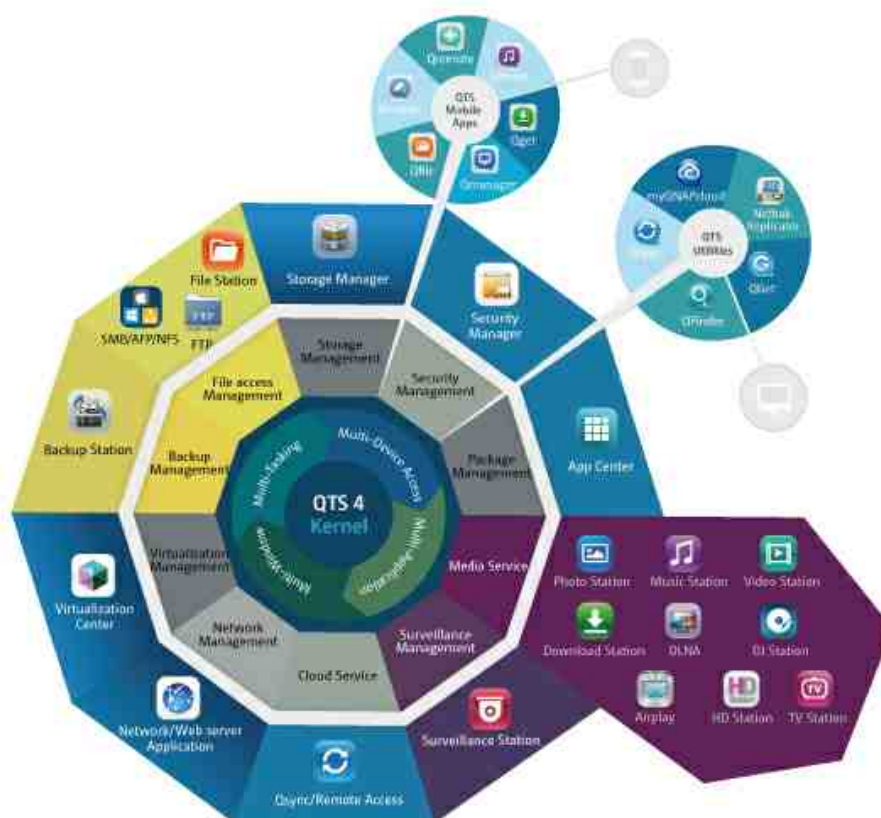 Qremote
QTS
Mobile
Apps
Qget
Qfile
Qmanager
myQNAPcloud
NetBak
Replicator
QTS
Utilities
QGet
QFinder
File Station
Storage Manager
SMB/AFP/NFS
FTP
Security
Manager
Storage
Management
File access
Management
Security
Management
Backup Station
Backup
Management
Package
Management
App Center
Multi-Tasking
Multi-Device Access
QTS 4
Kernel
Multi-Window
Multi-Application
Virtualization
Management
Media Service
Virtualization
Center
Network
Management
Surveillance
Management
Cloud Service
Photo Station
Music Station
Video Station
Download Station
DLNA
DJ Station
Airplay
HD Station
TV Station
Network/Web server
Application
Surveillance Station
Qsync/Remote Access